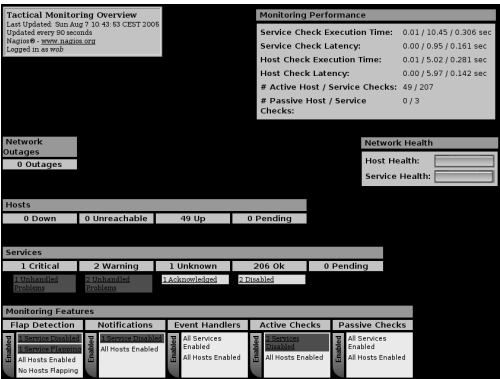 Tactical Monitoring Overview
Last Updated: Sun Aug 7 10:43:53 CEST 2005
Updated every 90 seconds
Nagios® - www.nagios.org
Logged in as wob
Monitoring Performance
Service Check Execution Time: 0.01 / 10.45 / 0.306 sec
Service Check Latency: 0.00 / 0.95 / 0.161 sec
Host Check Execution Time: 0.01 / 5.02 / 0.281 sec
Host Check Latency: 0.00 / 5.97 / 0.142 sec
# Active Host / Service Checks: 49 / 207
# Passive Host / Service Checks: 0 / 3
Network Outages
0 Outages
Network Health
Host Health:
Service Health:
Hosts
0 Down 0 Unreachable 49 Up 0 Pending
Services
1 Critical 2 Warning 1 Unknown 206 Ok 0 Pending
1 Unhandled Problems 2 Unhandled Problems 1 Acknowledged 2 Disabled
Monitoring Features
Flap Detection Notifications Event Handlers Active Checks Passive Checks
Enabled
1 Service Disabled
1 Service Flapping
All Hosts Enabled
No Hosts Flapping
Enabled
1 Service Disabled
All Hosts Enabled
Enabled
All Services Enabled
All Hosts Enabled
Enabled
2 Services Disabled
All Hosts Enabled
Enabled
All Services Enabled
All Hosts Enabled